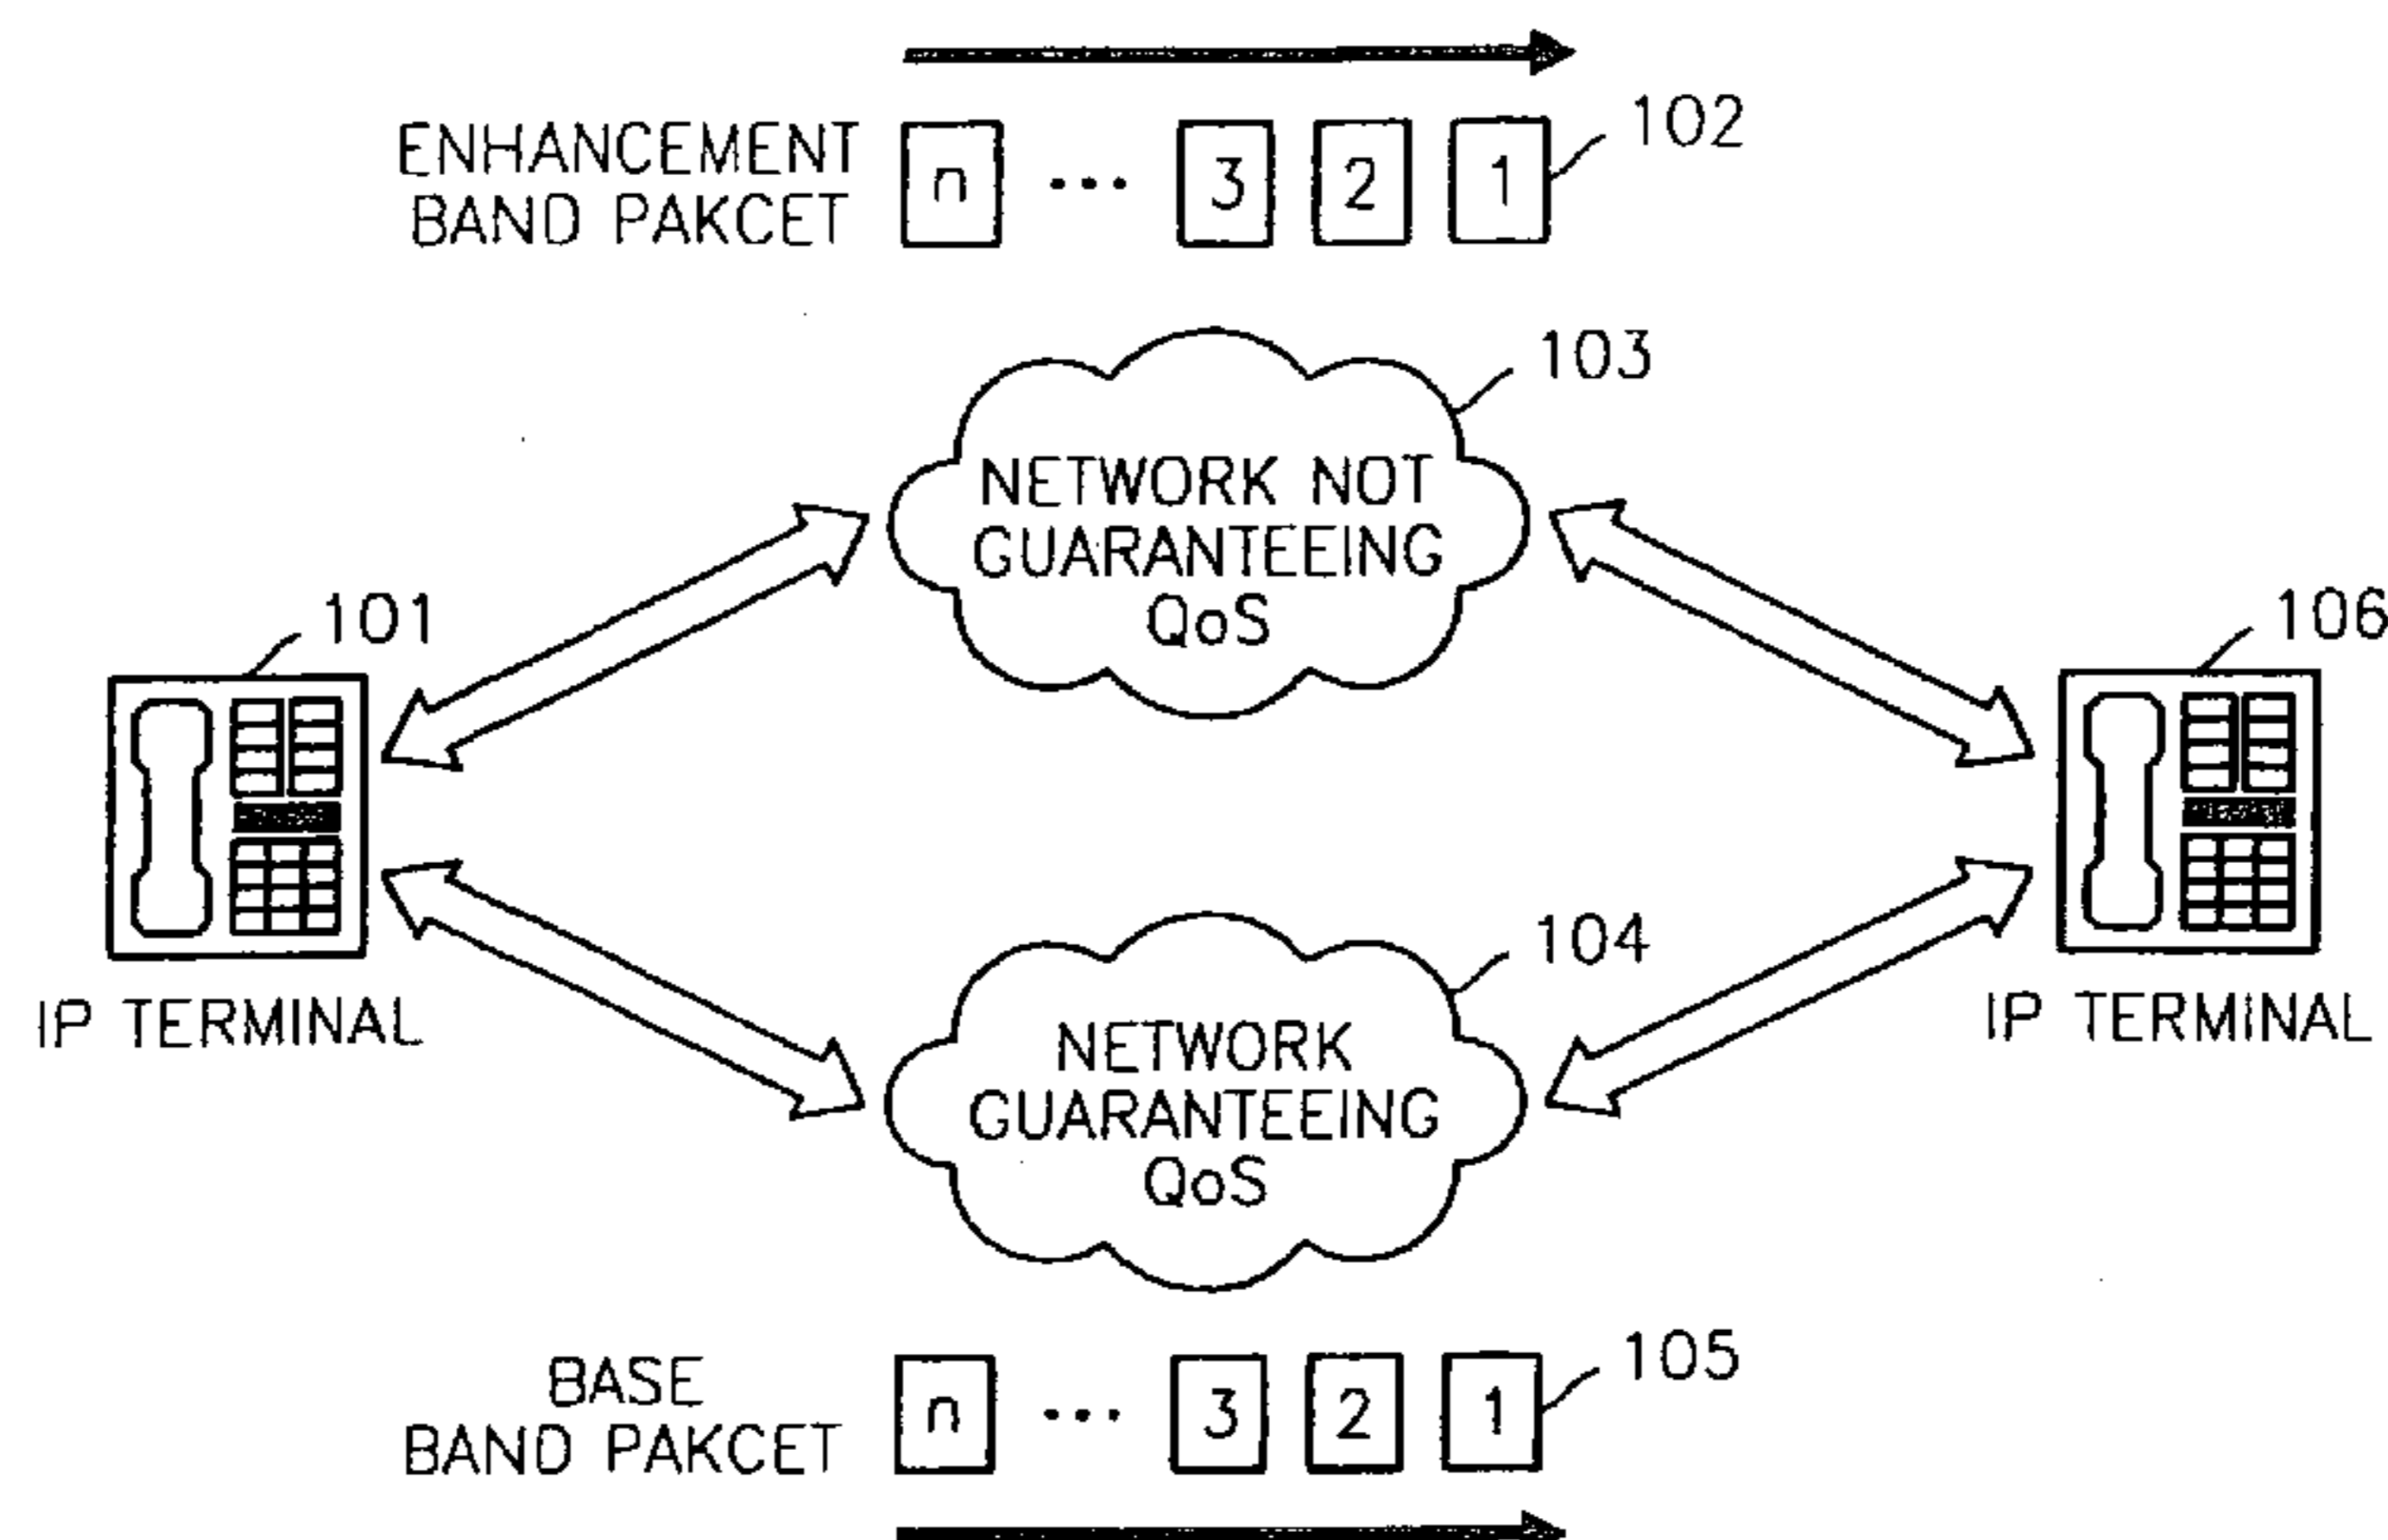 ENHANCEMENT
BAND PAKCET
n ... 3 2 1
102
NETWORK NOT
GUARANTEEING
QoS
103
101
IP TERMINAL
106
IP TERMINAL
NETWORK
GUARANTEEING
QoS
104
BASE
BAND PAKCET
n ... 3 2 1
105